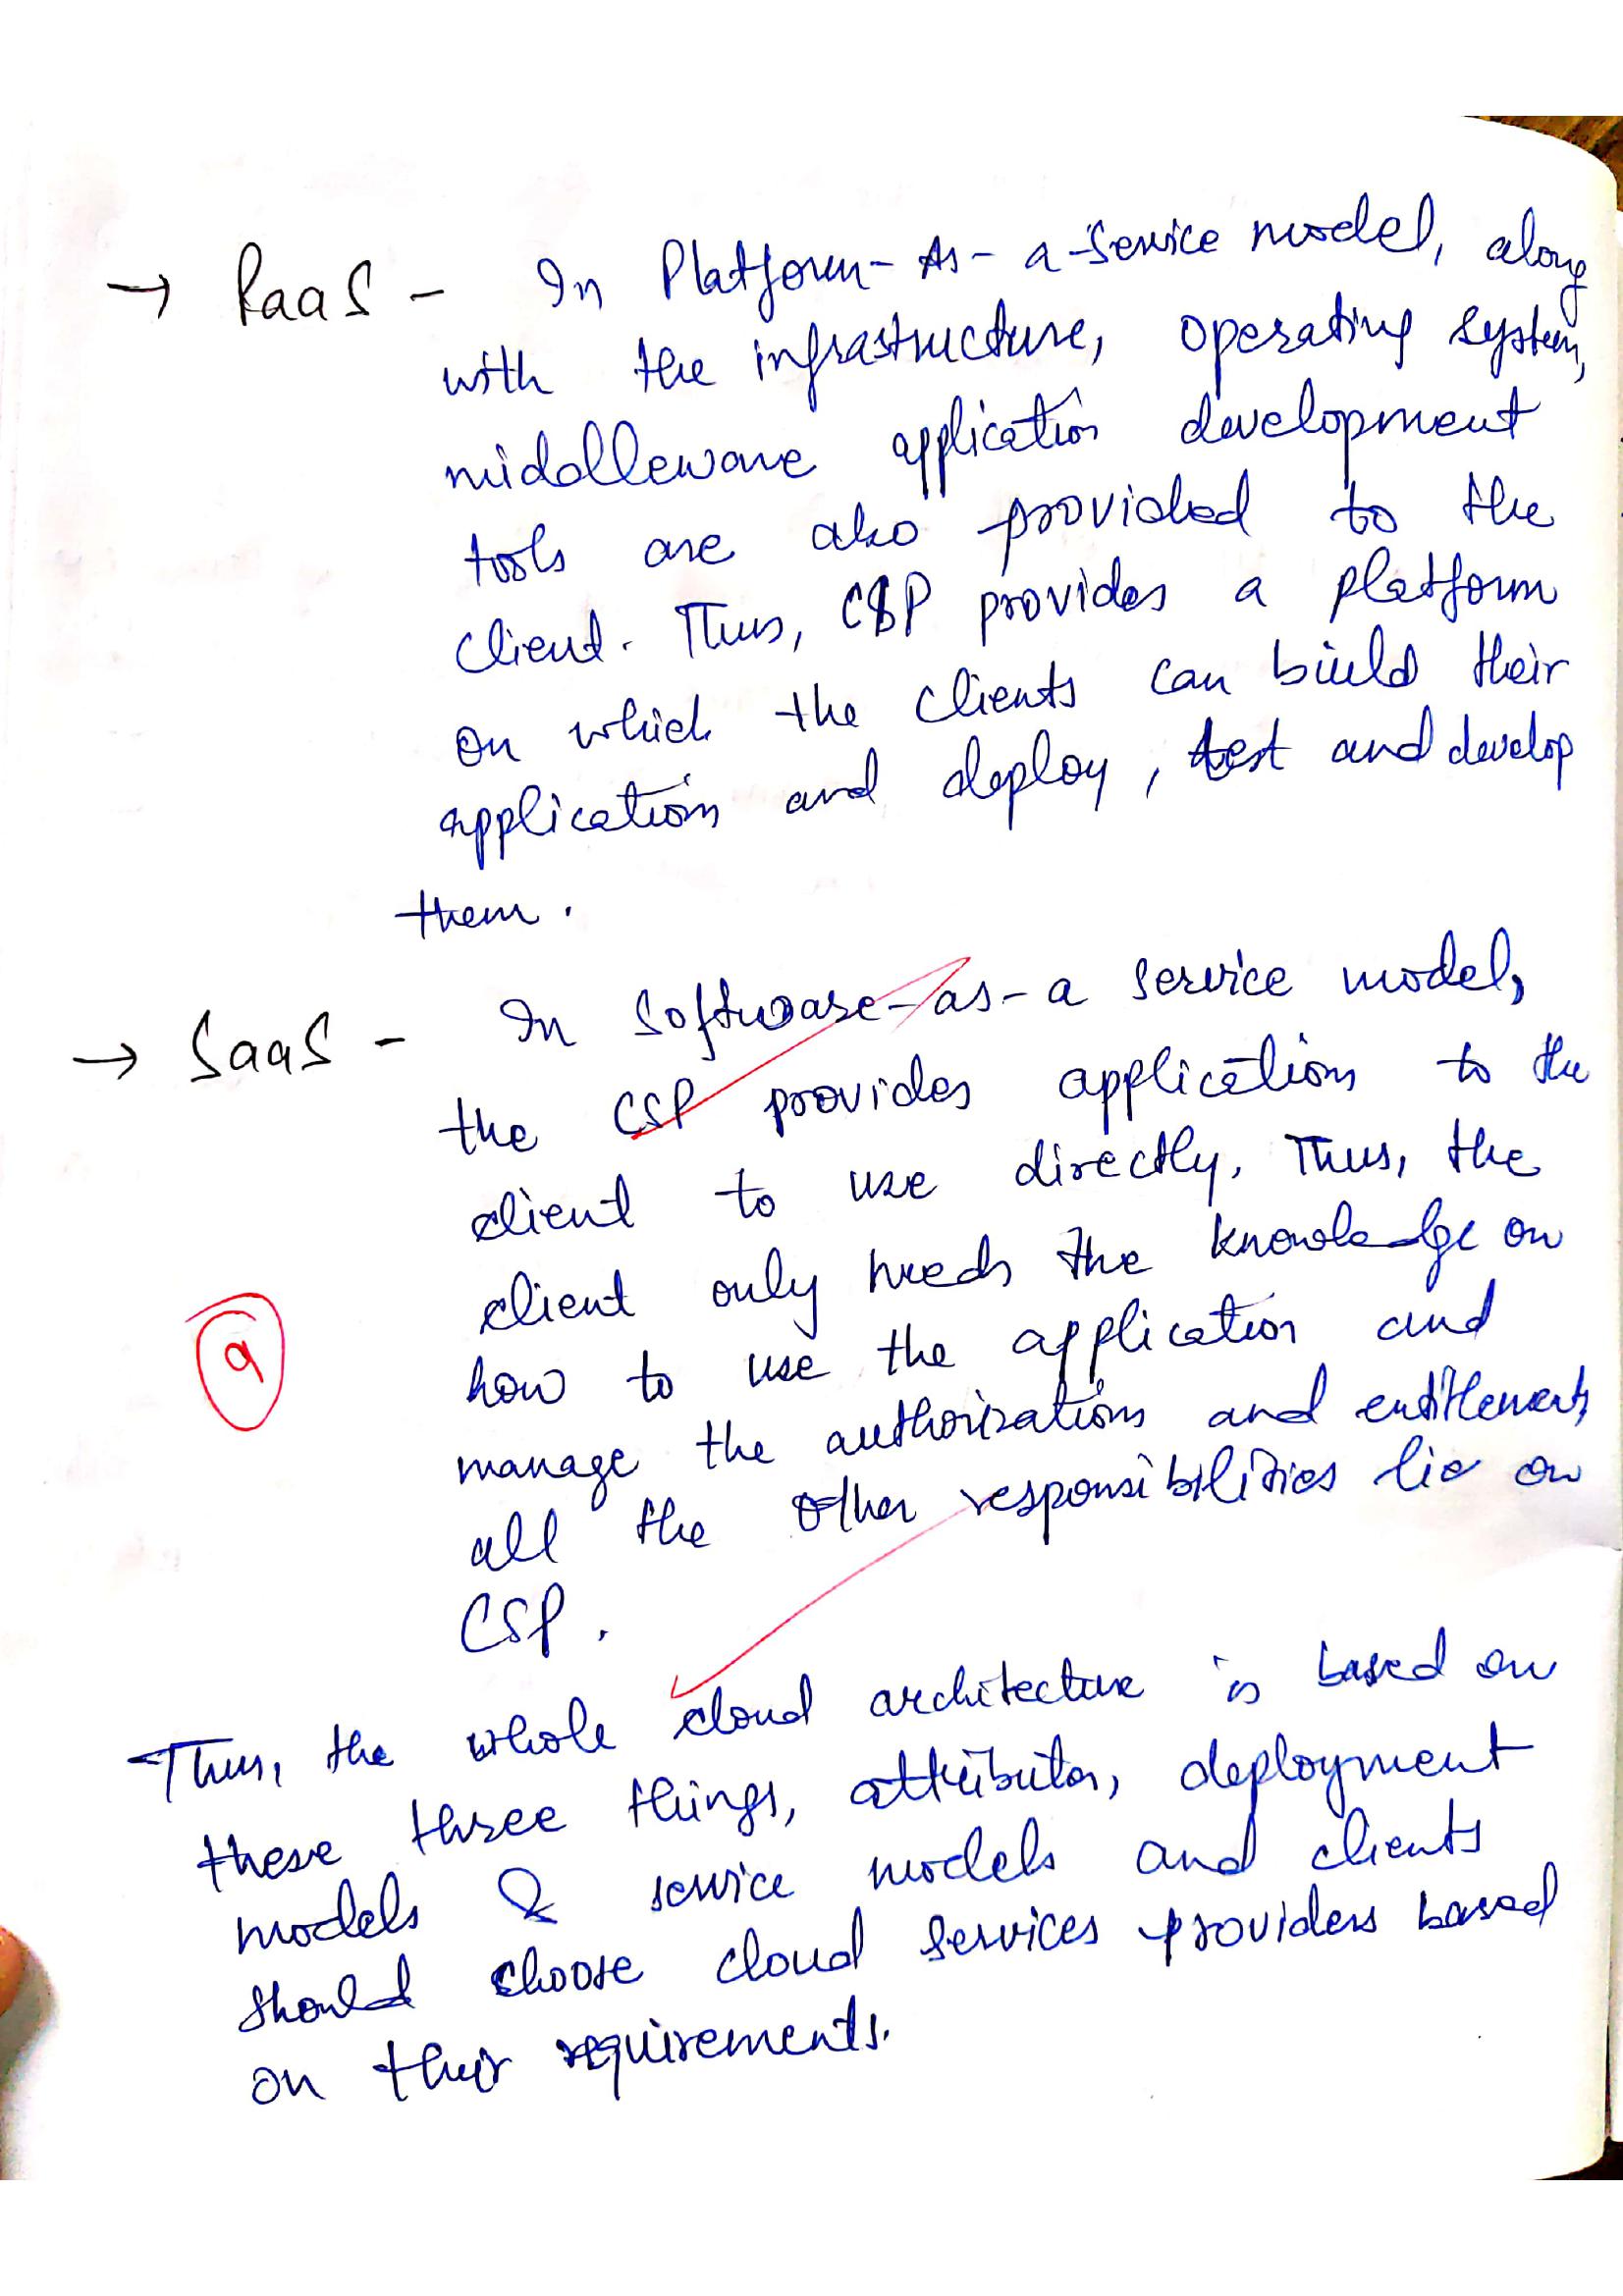 → PaaS - In Platform-As-a-Service model, along
with the infrastructure, operating system,
middleware application development
tools are also provided to the
client. Thus, CSP provides a platform
on which the clients can build their
application and deploy, test and develop
them.
→ SaaS - In Software-as-a service model,
the CSP provides applications to the
client to use directly. Thus, the
client only needs the knowledge on
how to use the application and
manage the authorizations and entitlements,
all the other responsibilities lie on
CSP.
9
Thus, the whole cloud architecture is based on
these three things, attributes, deployment
models & service models and clients
should choose cloud services providers based
on their requirements.